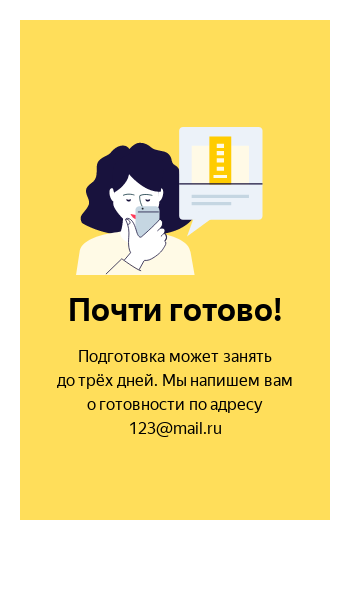 Почти готово!
Подготовка может занять
до трёх дней. Мы напишем вам
о готовности по адресу
123@mail.ru